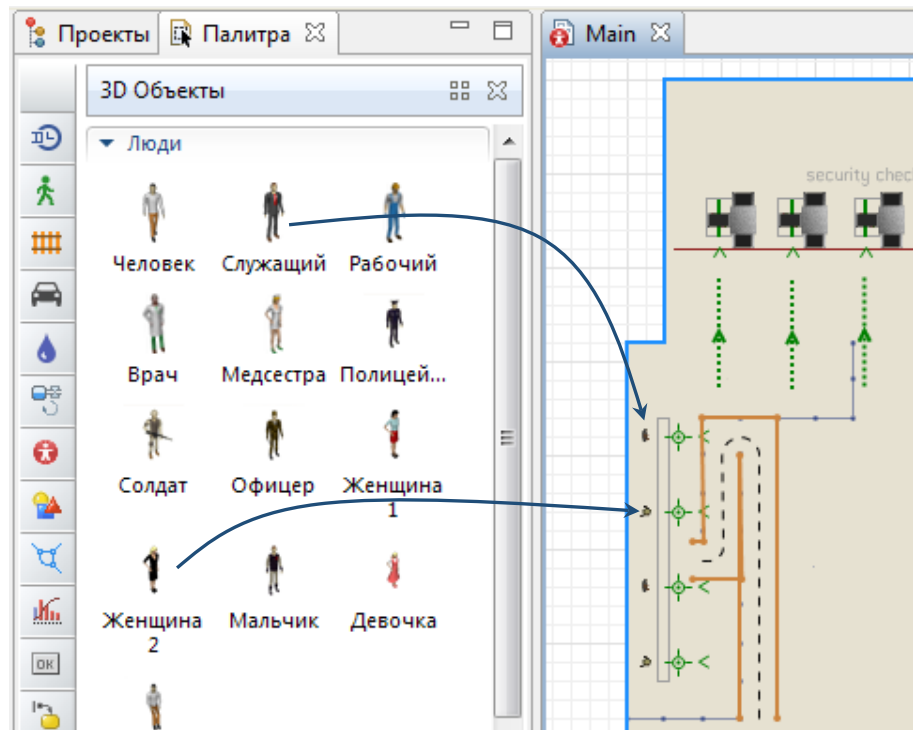 Проекты
Палитра
Main
3D Объекты
Люди
security chec
Человек
Служащий
Рабочий
Врач
Медсестра
Полицей...
Солдат
Офицер
Женщина
1
Женщина
2
Мальчик
Девочка
OK